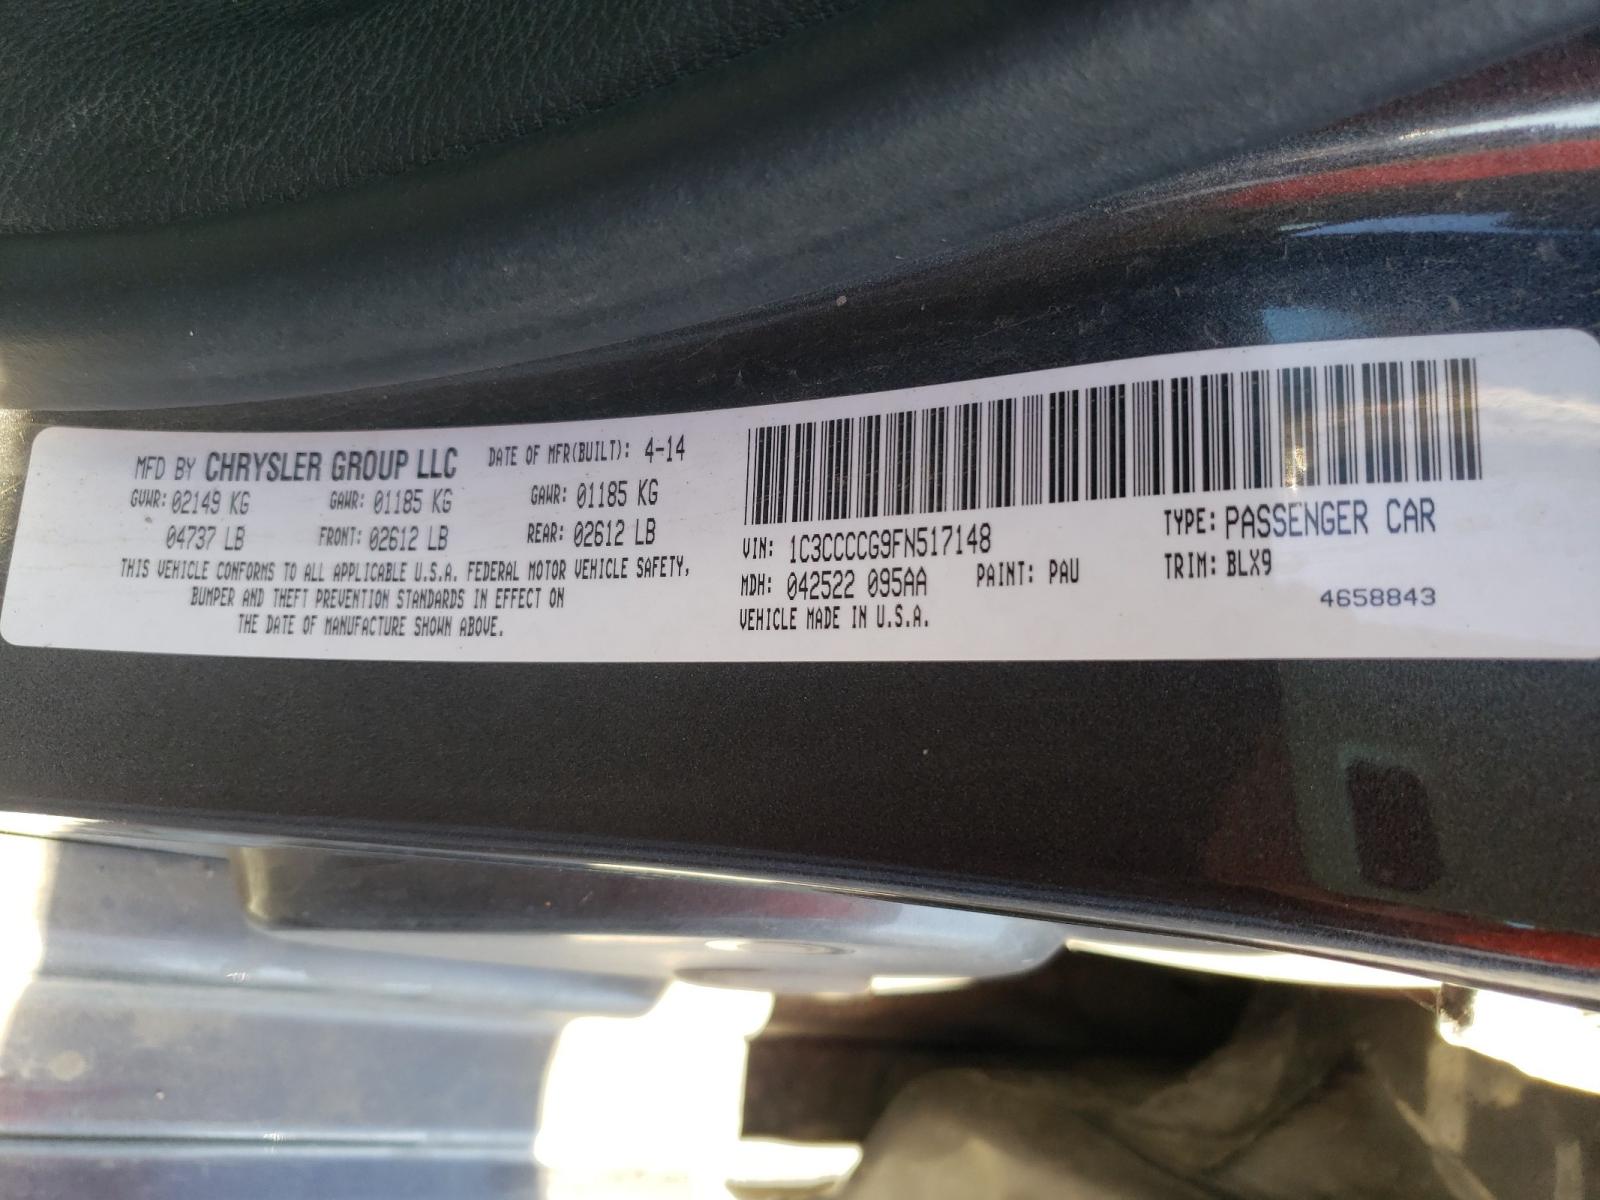 MFD BY CHRYSLER GROUP LLC DATE OF MFR(BUILT): 4-14
GVWR: 02149 KG GAWR: 01185 KG GAWR: 01185 KG
04737 LB FRONT: 02612 LB REAR: 02612 LB
THIS VEHICLE CONFORMS TO ALL APPLICABLE U.S.A. FEDERAL MOTOR VEHICLE SAFETY,
BUMPER AND THEFT PREVENTION STANDARDS IN EFFECT ON
THE DATE OF MANUFACTURE SHOWN ABOVE.
VIN: 1C3CCCCG9FN517148 TYPE: PASSENGER CAR
MDH: 042522 095AA PAINT: PAU TRIM: BLX9
VEHICLE MADE IN U.S.A. 4658843